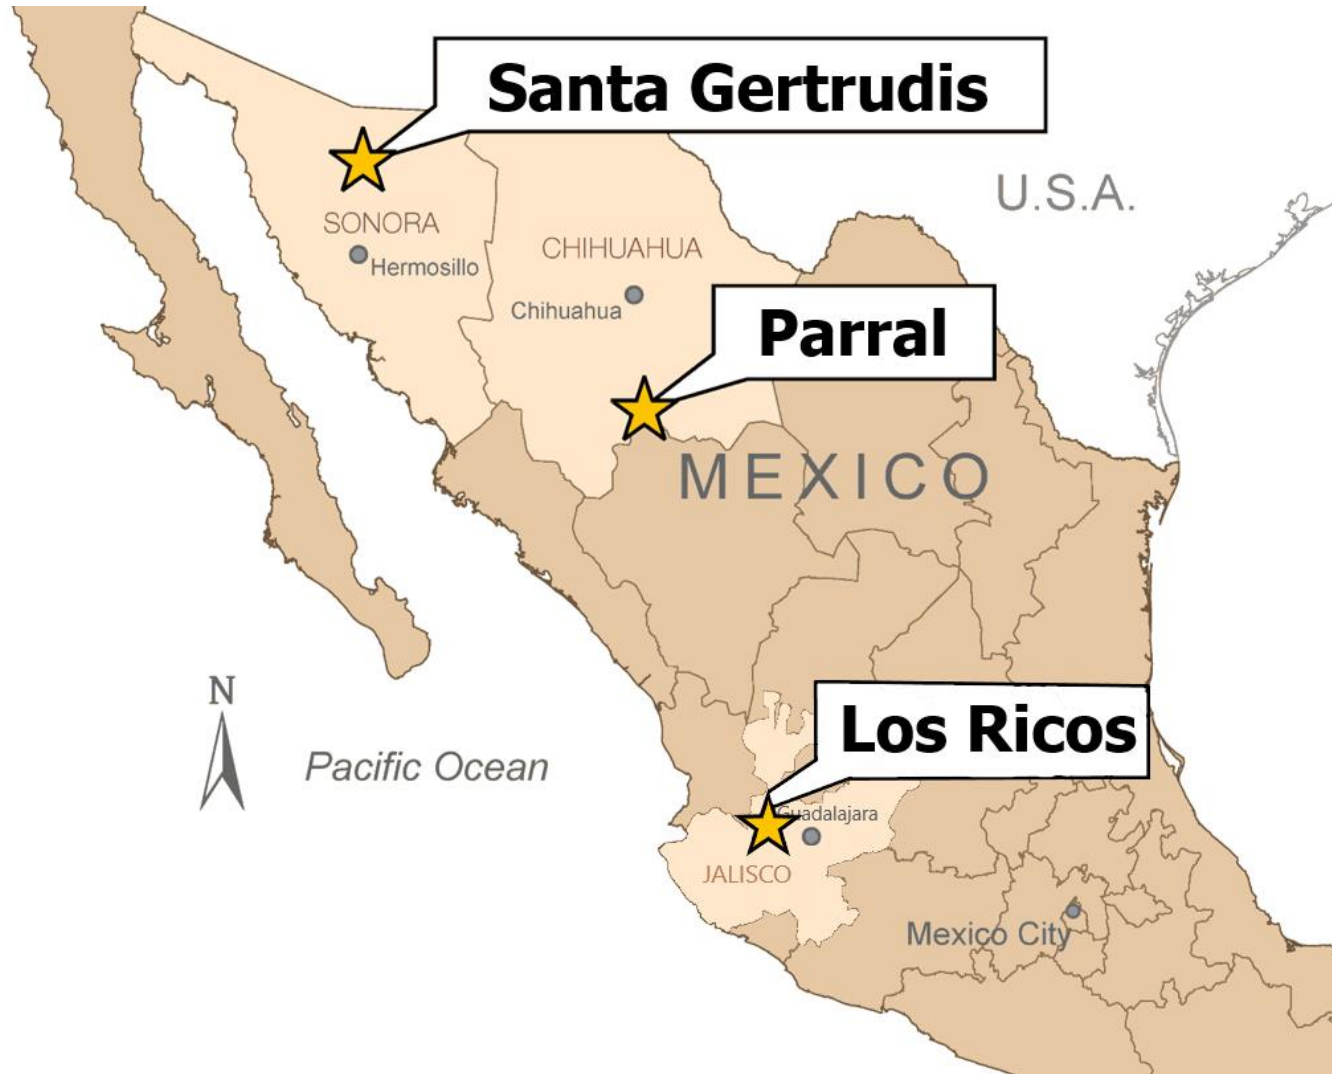 Santa Gertrudis
U.S.A.
SONORA
Hermosillo
CHIHUAHUA
Chihuahua
Parral
MEXICO
N
Pacific Ocean
Los Ricos
Guadalajara
JALISCO
Mexico City